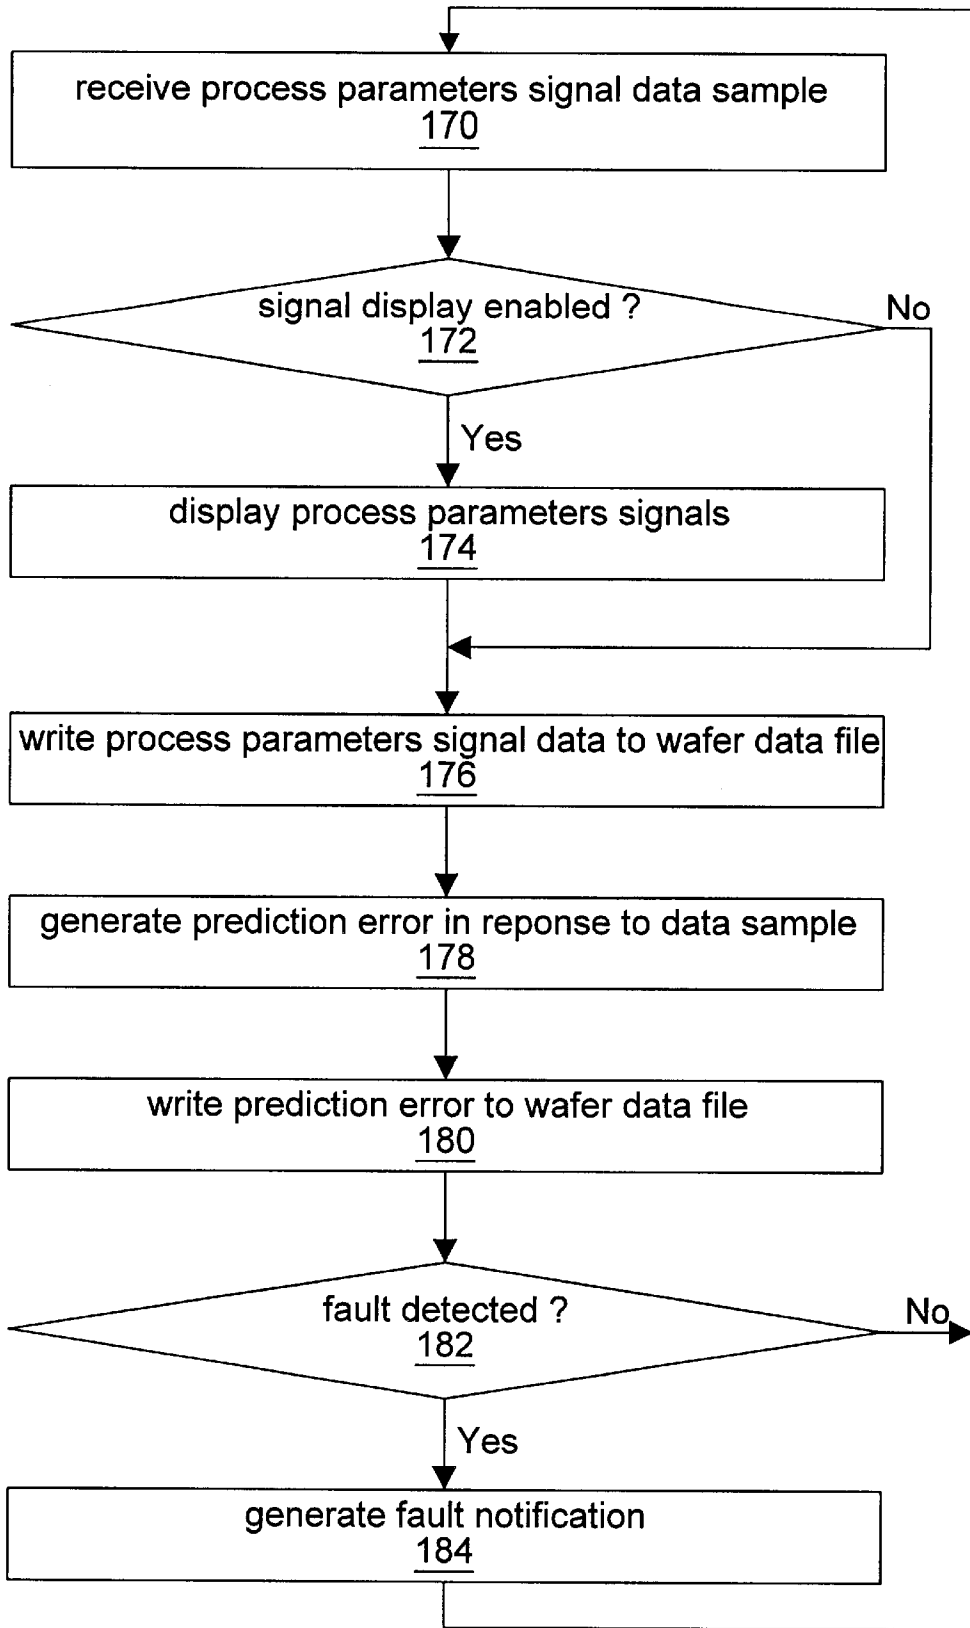 receive process parameters signal data sample
170
signal display enabled ?
172
No
Yes
display process parameters signals
174
write process parameters signal data to wafer data file
176
generate prediction error in reponse to data sample
178
write prediction error to wafer data file
180
fault detected ?
182
No
Yes
generate fault notification
184